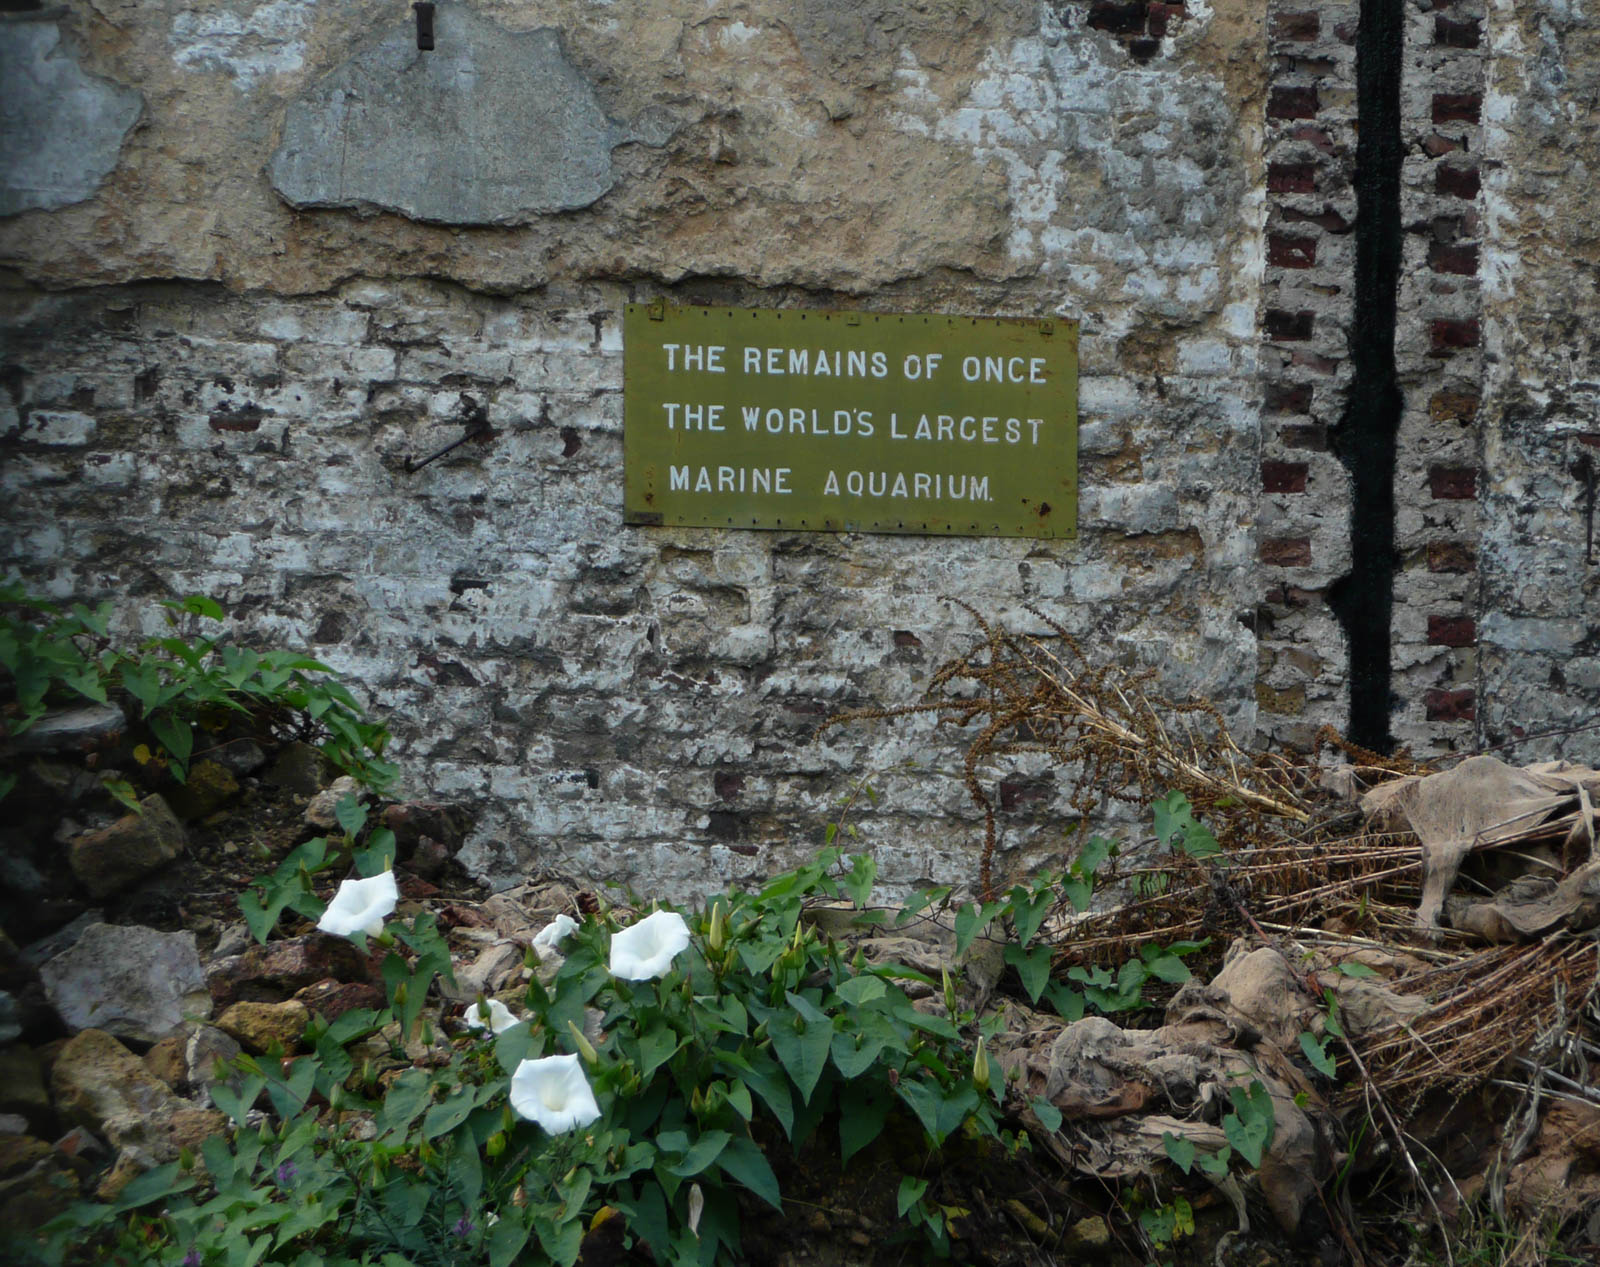 THE REMAINS OF ONCE
THE WORLD'S LARGEST
MARINE AQUARIUM.